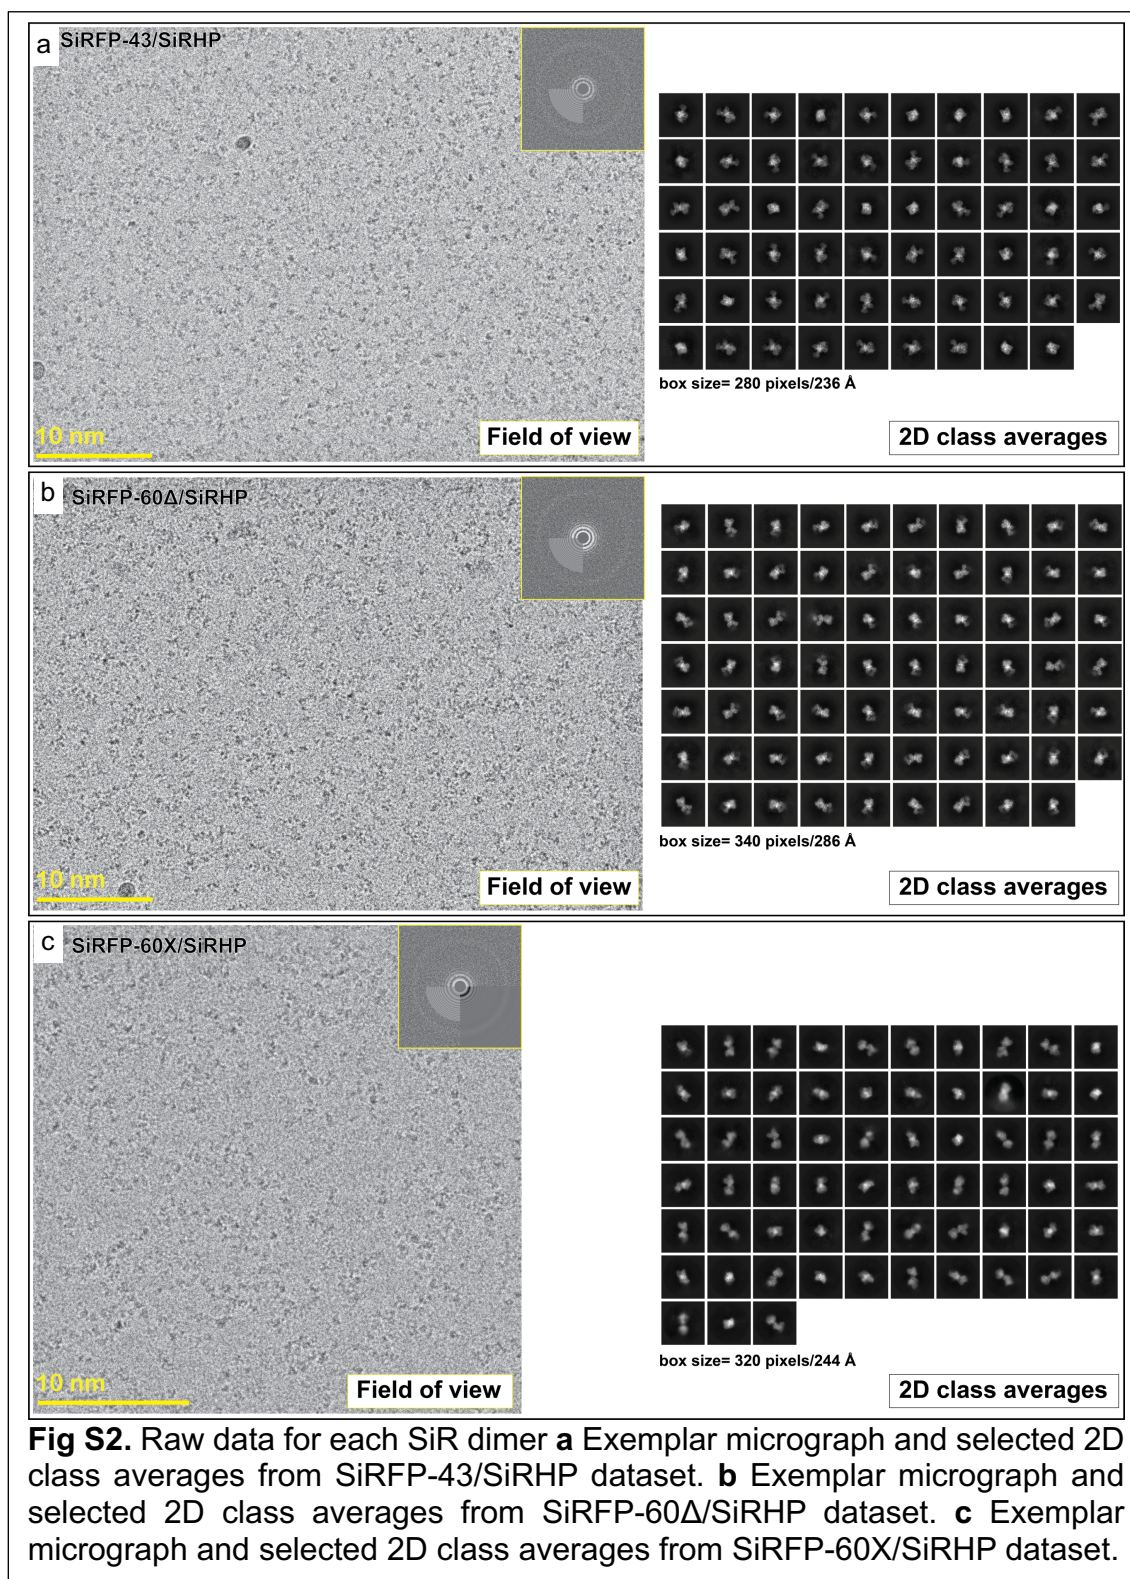 a SiRFP-43/SiRHP
box size= 280 pixels/236 Å
10 nm
Field of view
2D class averages
b SiRFP-60Δ/SiRHP
box size= 340 pixels/286 Å
10 nm
Field of view
2D class averages
c SiRFP-60X/SiRHP
box size= 320 pixels/244 Å
10 nm
Field of view
2D class averages
Fig S2. Raw data for each SiR dimer a Exemplar micrograph and selected 2D
class averages from SiRFP-43/SiRHP dataset. b Exemplar micrograph and
selected 2D class averages from SiRFP-60Δ/SiRHP dataset. c Exemplar
micrograph and selected 2D class averages from SiRFP-60X/SiRHP dataset.